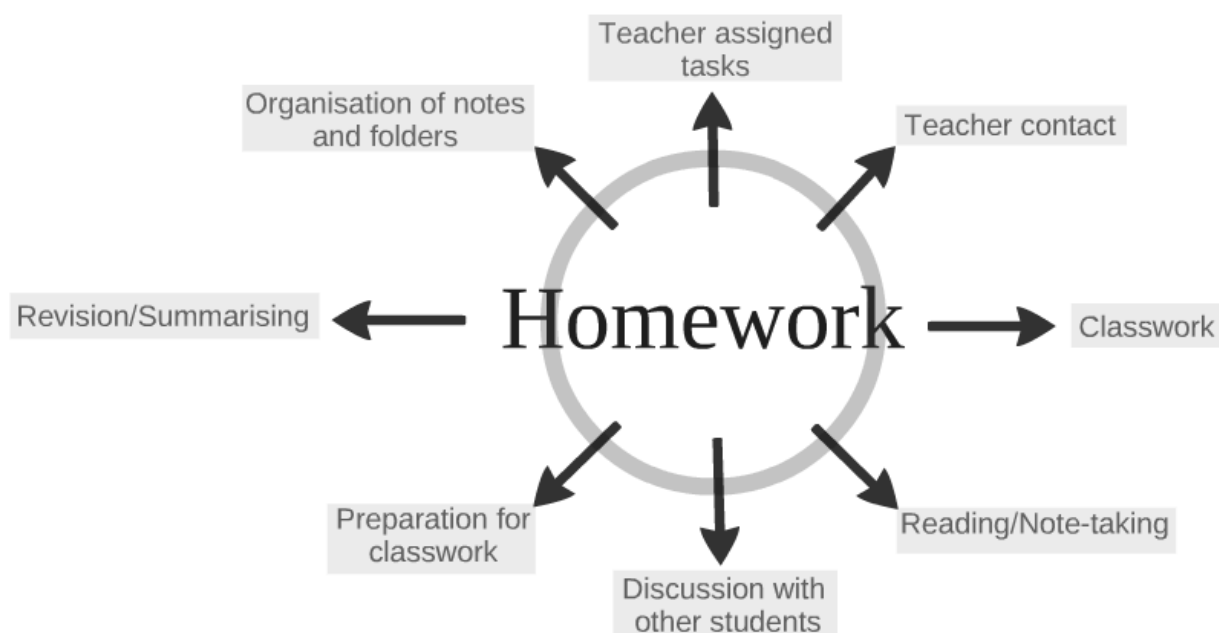 Teacher assigned
tasks
Organisation of notes
and folders
Teacher contact
Revision/Summarising
Homework
Classwork
Preparation for
classwork
Reading/Note-taking
Discussion with
other students